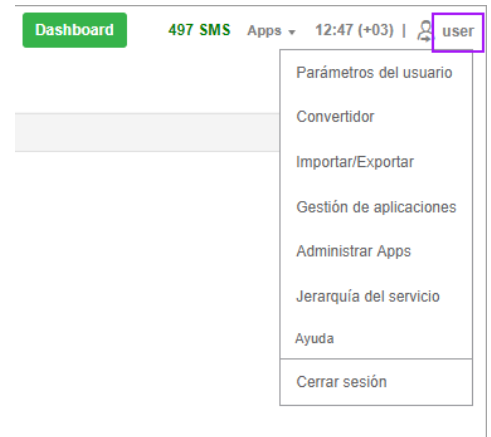 Dashboard 497 SMS Apps 12:47 (+03) | user
Parámetros del usuario
Convertidor
Importar/Exportar
Gestión de aplicaciones
Administrar Apps
Jerarquía del servicio
Ayuda
Cerrar sesión